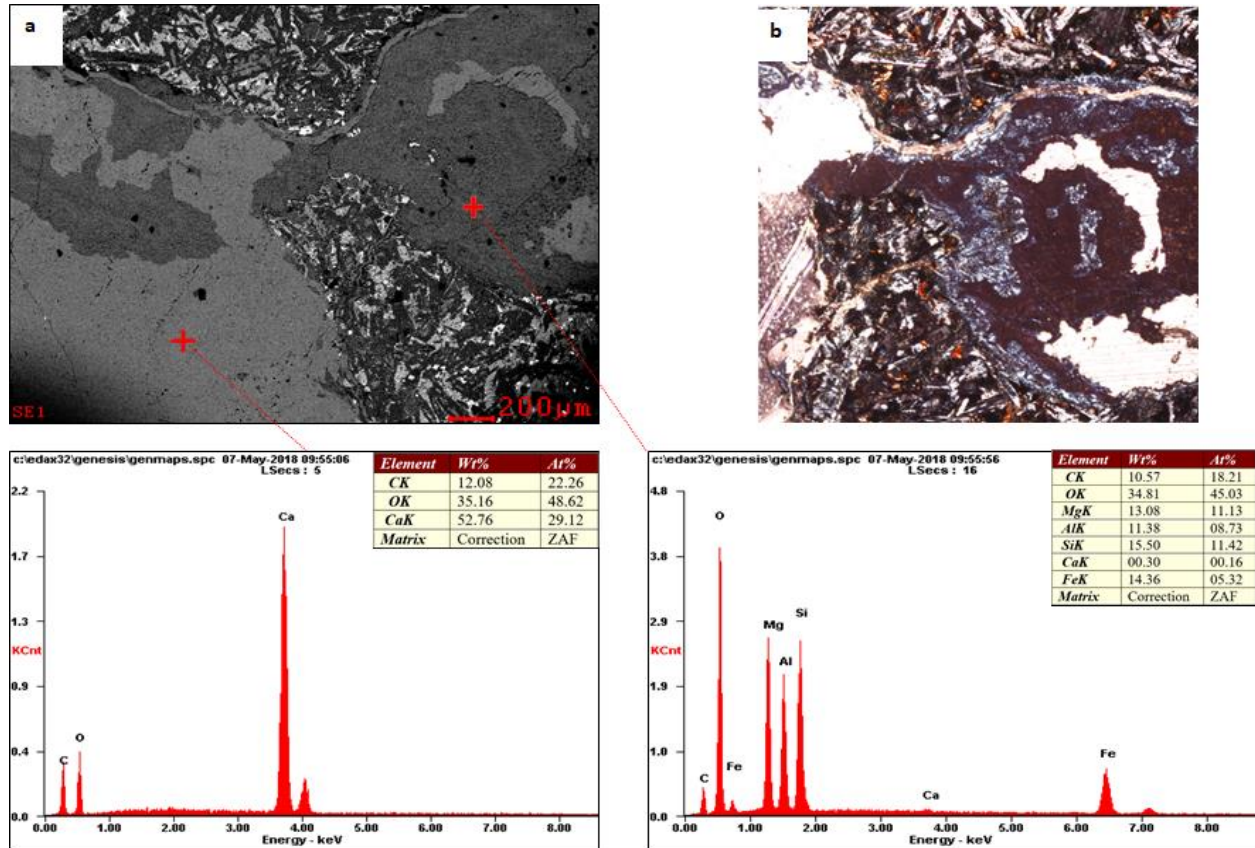 a
b
SE1
200µm
c:\edax32\genesis\genmaps.spc 07-May-2018 09:55:06
LSecs : 5
Element Wt% At%
CK 12.08 22.26
OK 35.16 48.62
CaK 52.76 29.12
Matrix Correction ZAF
2.2
1.7
1.3
KCnt
0.9
0.4
0.0
C
O
Ca
0.00 1.00 2.00 3.00 4.00 5.00 6.00 7.00 8.00
Energy - keV
c:\edax32\genesis\genmaps.spc 07-May-2018 09:55:56
LSecs : 16
Element Wt% At%
CK 10.57 18.21
OK 34.81 45.03
MgK 13.08 11.13
AlK 11.38 08.73
SiK 15.50 11.42
CaK 00.30 00.16
FeK 14.36 05.32
Matrix Correction ZAF
4.8
3.8
2.9
KCnt
1.9
1.0
0.0
C
O
Fe
Mg
Al
Si
Ca
Fe
0.00 1.00 2.00 3.00 4.00 5.00 6.00 7.00 8.00
Energy - keV